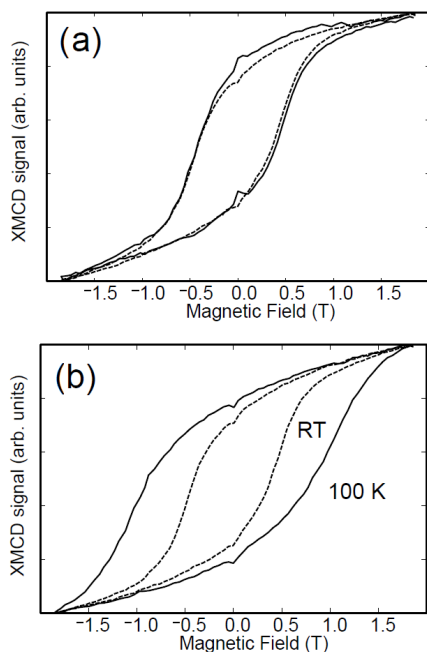 (a)
XMCD signal (arb. units)
−1.5 −1.0 −0.5 0.0 0.5 1.0 1.5
Magnetic Field (T)
(b)
XMCD signal (arb. units)
RT
100 K
−1.5 −1.0 −0.5 0.0 0.5 1.0 1.5
Magnetic Field (T)